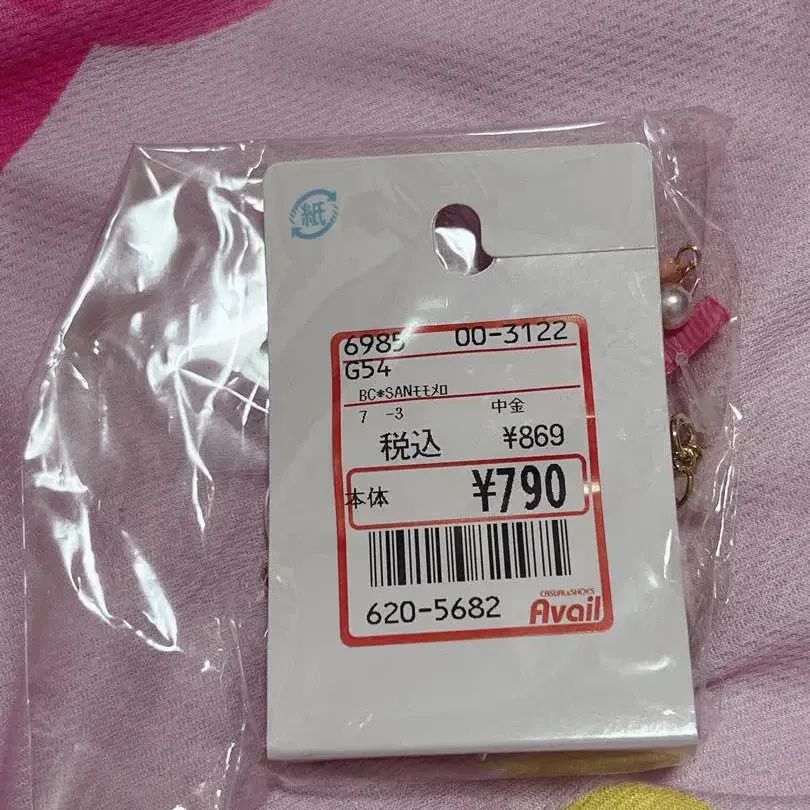 紙
6985 00-3122
G54
BC*SANﾓﾓﾒﾛ
7 -3 中金
税込 ¥869
本体 ¥790
620-5682
CASUAL&SHOES
Avail